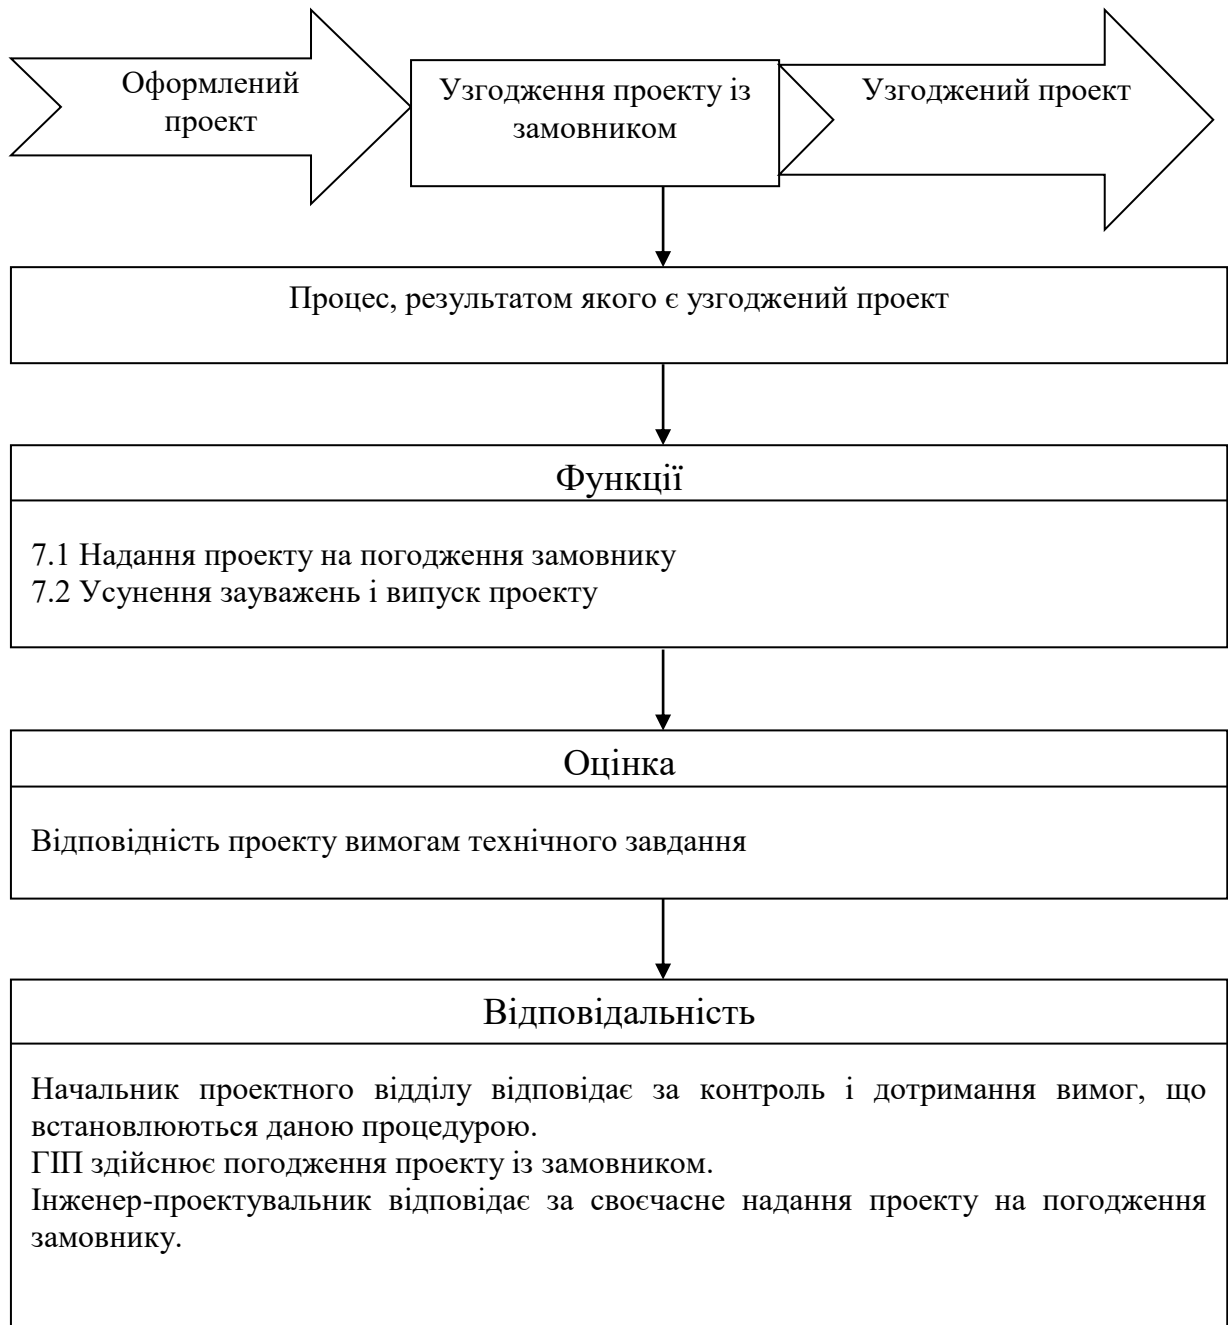 Оформлений
проект
Узгодження проекту із
замовником
Узгоджений проект
Процес, результатом якого є узгоджений проект
Функції
7.1 Надання проекту на погодження замовнику
7.2 Усунення зауважень і випуск проекту
Оцінка
Відповідність проекту вимогам технічного завдання
Відповідальність
Начальник проектного відділу відповідає за контроль і дотримання вимог, що
встановлюються даною процедурою.
ГІП здійснює погодження проекту із замовником.
Інженер-проектувальник відповідає за своєчасне надання проекту на погодження
замовнику.